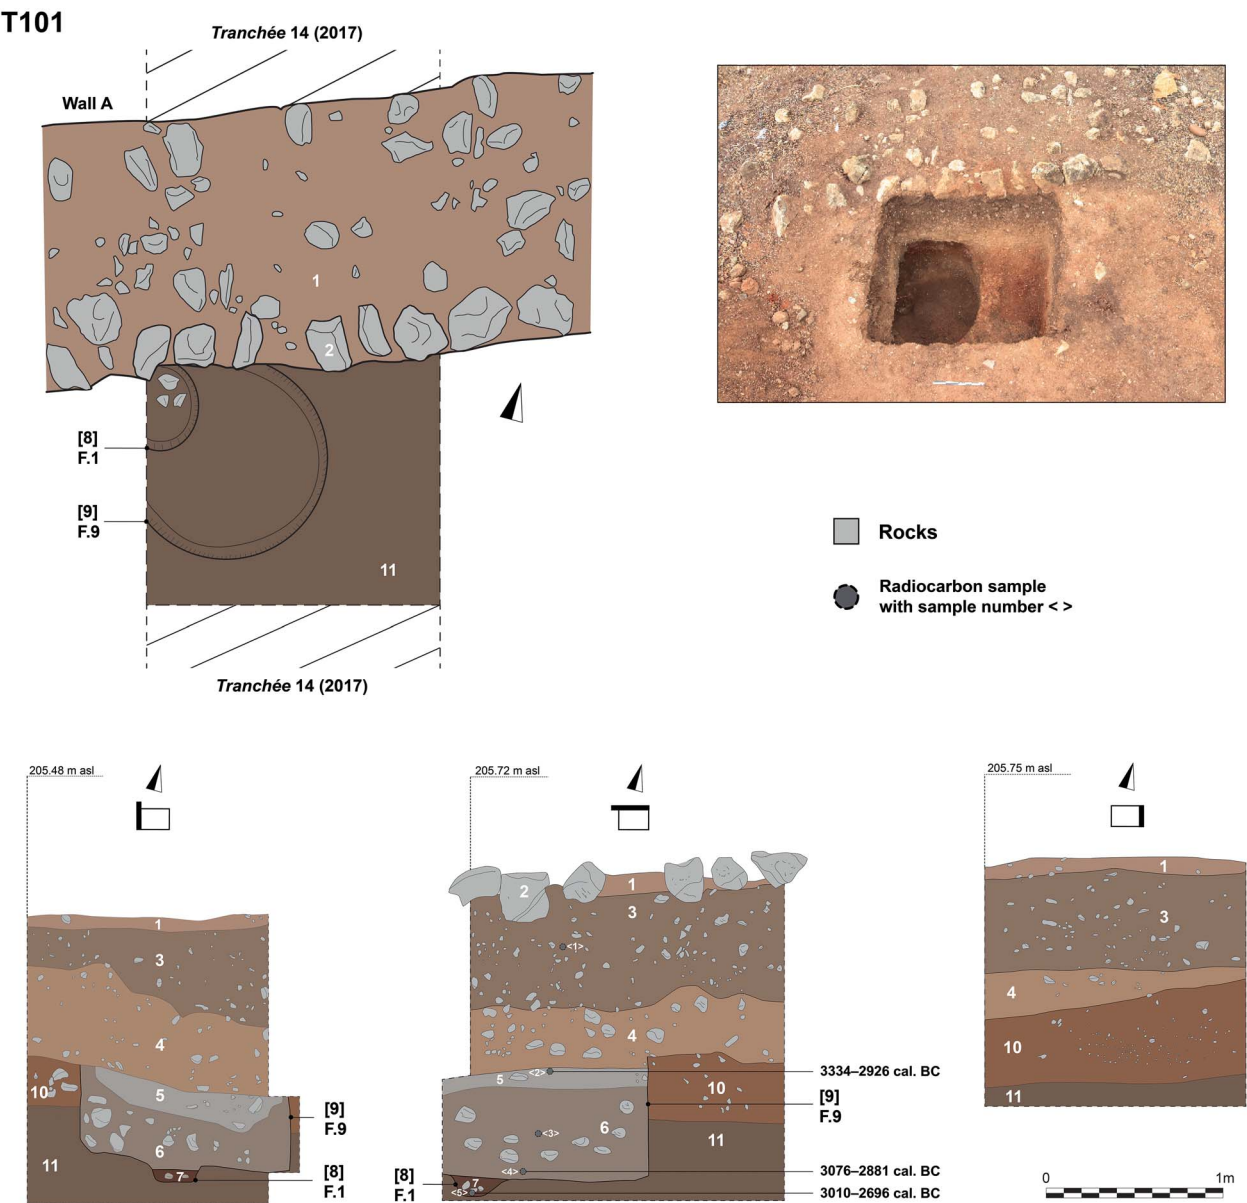 T101
Tranchée 14 (2017)
Wall A
1
2
[8]
F.1
[9]
F.9
11
Tranchée 14 (2017)
Rocks
Radiocarbon sample
with sample number < >
205.48 m asl
1
3
4
10
5
6
11
7
[9]
F.9
[8]
F.1
205.72 m asl
2
1
3
<1>
4
<2>
5
10
<3>
6
11
<4>
7
<5>
3334–2926 cal. BC
[9]
F.9
3076–2881 cal. BC
3010–2696 cal. BC
[8]
F.1
205.75 m asl
1
3
4
10
11
0 1m